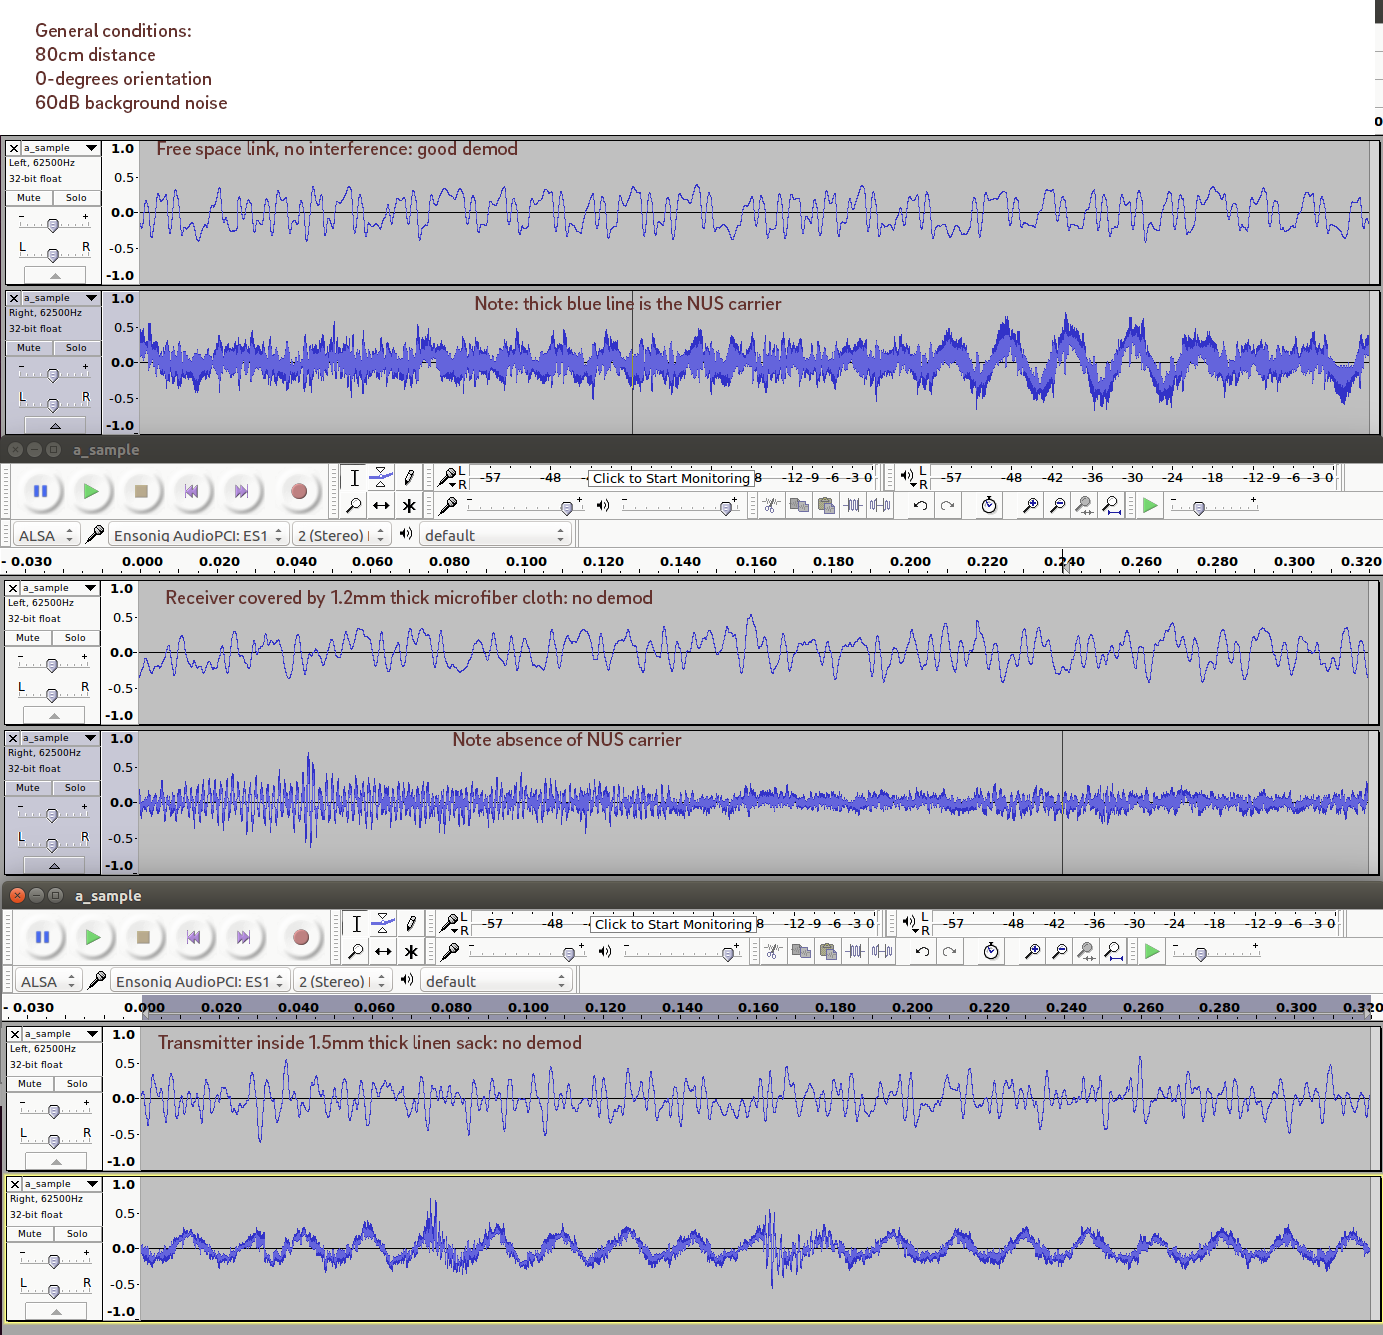 General conditions:
80cm distance
0-degrees orientation
60dB background noise
0
a_sample
1.0
Free space link, no interference: good demod
Left, 62500Hz
32-bit float
0.5
Mute Solo
0.0
- +
-0.5
L R
-1.0
a_sample
1.0
Note: thick blue line is the NUS carrier
Right, 62500Hz
32-bit float
0.5
Mute Solo
0.0
- +
-0.5
L R
-1.0
a_sample
L R -57 -48 Click to Start Monitoring 8 -12 -9 -6 -3 0 L R -57 -48 -42 -36 -30 -24 -18 -12 -9 -6 -3 0
- + - + - +
ALSA Ensoniq AudioPCI: ES1 2 (Stereo) default
- 0.030 0.000 0.020 0.040 0.060 0.080 0.100 0.120 0.140 0.160 0.180 0.200 0.220 0.240 0.260 0.280 0.300 0.320
a_sample
1.0
Receiver covered by 1.2mm thick microfiber cloth: no demod
Left, 62500Hz
32-bit float
0.5
Mute Solo
0.0
- +
-0.5
L R
-1.0
a_sample
1.0
Note absence of NUS carrier
Right, 62500Hz
32-bit float
0.5
Mute Solo
0.0
- +
-0.5
L R
-1.0
a_sample
L R -57 -48 Click to Start Monitoring 8 -12 -9 -6 -3 0 L R -57 -48 -42 -36 -30 -24 -18 -12 -9 -6 -3 0
- + - + - +
ALSA Ensoniq AudioPCI: ES1 2 (Stereo) default
- 0.030 0.000 0.020 0.040 0.060 0.080 0.100 0.120 0.140 0.160 0.180 0.200 0.220 0.240 0.260 0.280 0.300 0.320
a_sample
1.0
Transmitter inside 1.5mm thick linen sack: no demod
Left, 62500Hz
32-bit float
0.5
Mute Solo
0.0
- +
-0.5
L R
-1.0
a_sample
1.0
Right, 62500Hz
32-bit float
0.5
Mute Solo
0.0
- +
-0.5
L R
-1.0